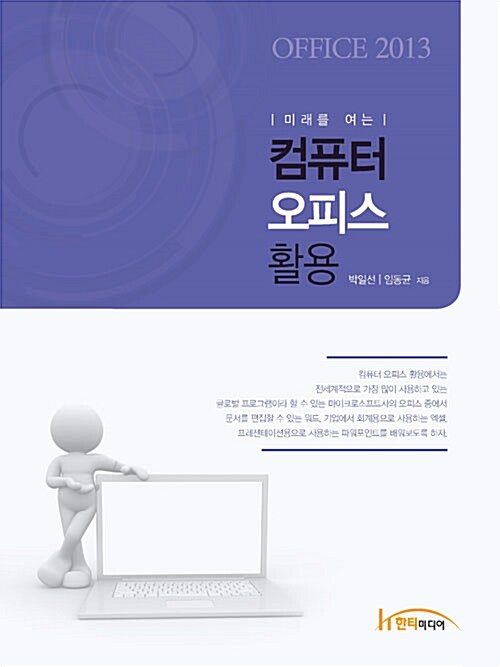 OFFICE 2013
| 미래를 여는 |
컴퓨터
오피스
활용
박일선 | 임동균 지음
컴퓨터 오피스 활용에서는
전세계적으로 가장 많이 사용하고 있는
글로벌 프로그램이라 할 수 있는 마이크로소프트사의 오피스 중에서
문서를 편집할 수 있는 워드, 기업에서 회계용으로 사용하는 엑셀,
프레젠테이션용으로 사용하는 파워포인트를 배워보도록 하자.
한티미디어